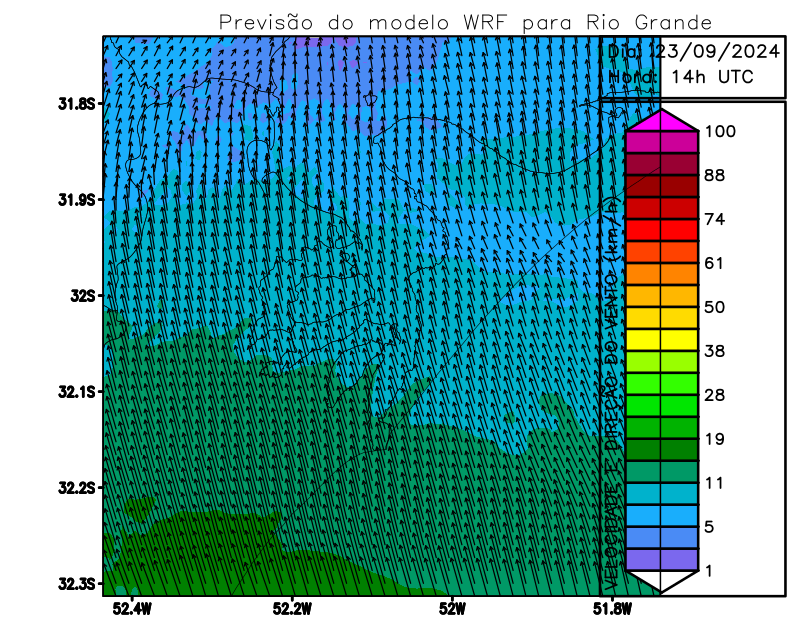 Previsão do modelo WRF para Rio Grande
Dia: 23/09/2024
Hora: 14h UTC
31.8S
31.9S
32S
32.1S
32.2S
32.3S
52.4W
52.2W
52W
51.8W
VELOCIDADE E DIREÇÃO DO VENTO (km/h)
100
88
74
61
50
38
28
19
11
5
1